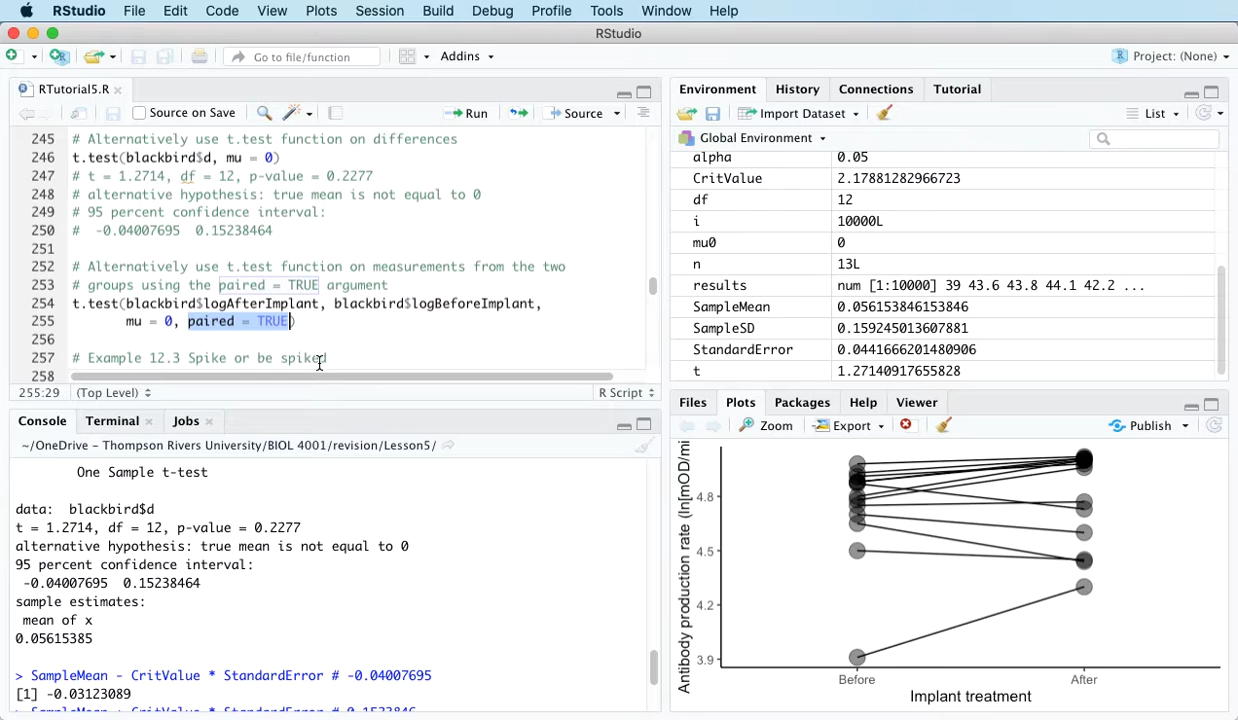 RStudio File Edit Code View Plots Session Build Debug Profile Tools Window Help
RStudio
Go to file/function Addins Project: (None)
RTutorial5.R
Source on Save Run Source
245 # Alternatively use t.test function on differences
246 t.test(blackbird$d, mu = 0)
247 # t = 1.2714, df = 12, p-value = 0.2277
248 # alternative hypothesis: true mean is not equal to 0
249 # 95 percent confidence interval:
250 #  -0.04007695  0.15238464
251
252 # Alternatively use t.test function on measurements from the two
253 # groups using the paired = TRUE argument
254 t.test(blackbird$logAfterImplant, blackbird$logBeforeImplant,
255 mu = 0, paired = TRUE)
256
257 # Example 12.3 Spike or be spiked
258
255:29 (Top Level) R Script
Console Terminal Jobs
~/OneDrive – Thompson Rivers University/BIOL 4001/revision/Lesson5/
One Sample t-test
data:  blackbird$d
t = 1.2714, df = 12, p-value = 0.2277
alternative hypothesis: true mean is not equal to 0
95 percent confidence interval:
-0.04007695  0.15238464
sample estimates:
mean of x
0.05615385
> SampleMean - CritValue * StandardError # -0.04007695
[1] -0.03123089
> SampleMean + CritValue * StandardError #
Environment History Connections Tutorial
Import Dataset List
Global Environment
alpha 0.05
CritValue 2.17881282966723
df 12
i 10000L
mu0 0
n 13L
results num [1:10000] 39 43.6 43.8 44.1 42.2 ...
SampleMean 0.056153846153846
SampleSD 0.159245013607881
StandardError 0.0441666201480906
t 1.27140917655828
Files Plots Packages Help Viewer
Zoom Export Publish
Antibody production rate (ln[mOD/mi
4.8
4.5
4.2
3.9
Before After
Implant treatment